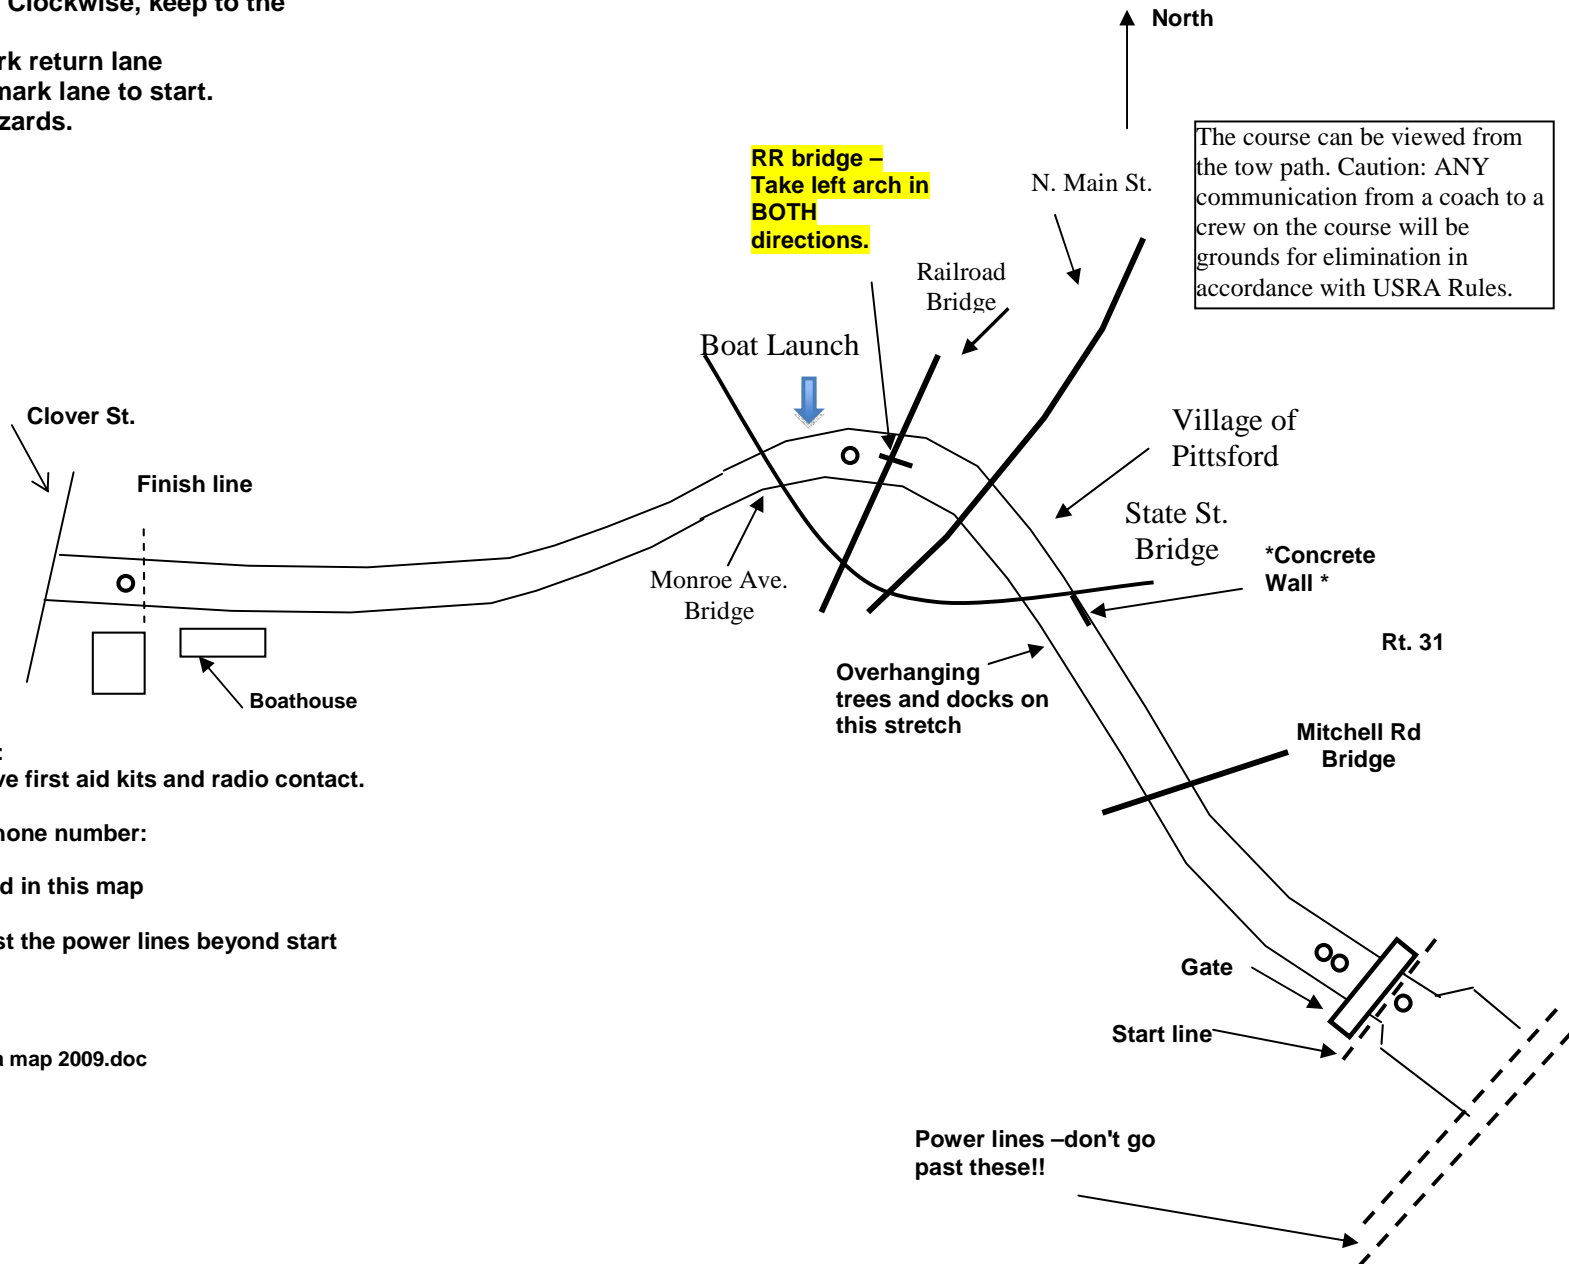 Clockwise, keep to the
rk return lane
mark lane to start.
zards.
North
The course can be viewed from
the tow path. Caution: ANY
communication from a coach to a
crew on the course will be
grounds for elimination in
accordance with USRA Rules.
RR bridge –
Take left arch in
BOTH
directions.
N. Main St.
Railroad
Bridge
Boat Launch
Clover St.
Finish line
Village of
Pittsford
State St.
Bridge
*Concrete
Wall *
Monroe Ave.
Bridge
Rt. 31
Overhanging
trees and docks on
this stretch
Boathouse
Mitchell Rd
Bridge
:
ve first aid kits and radio contact.
hone number:
d in this map
st the power lines beyond start
Gate
Start line
a map 2009.doc
Power lines –don't go
past these!!